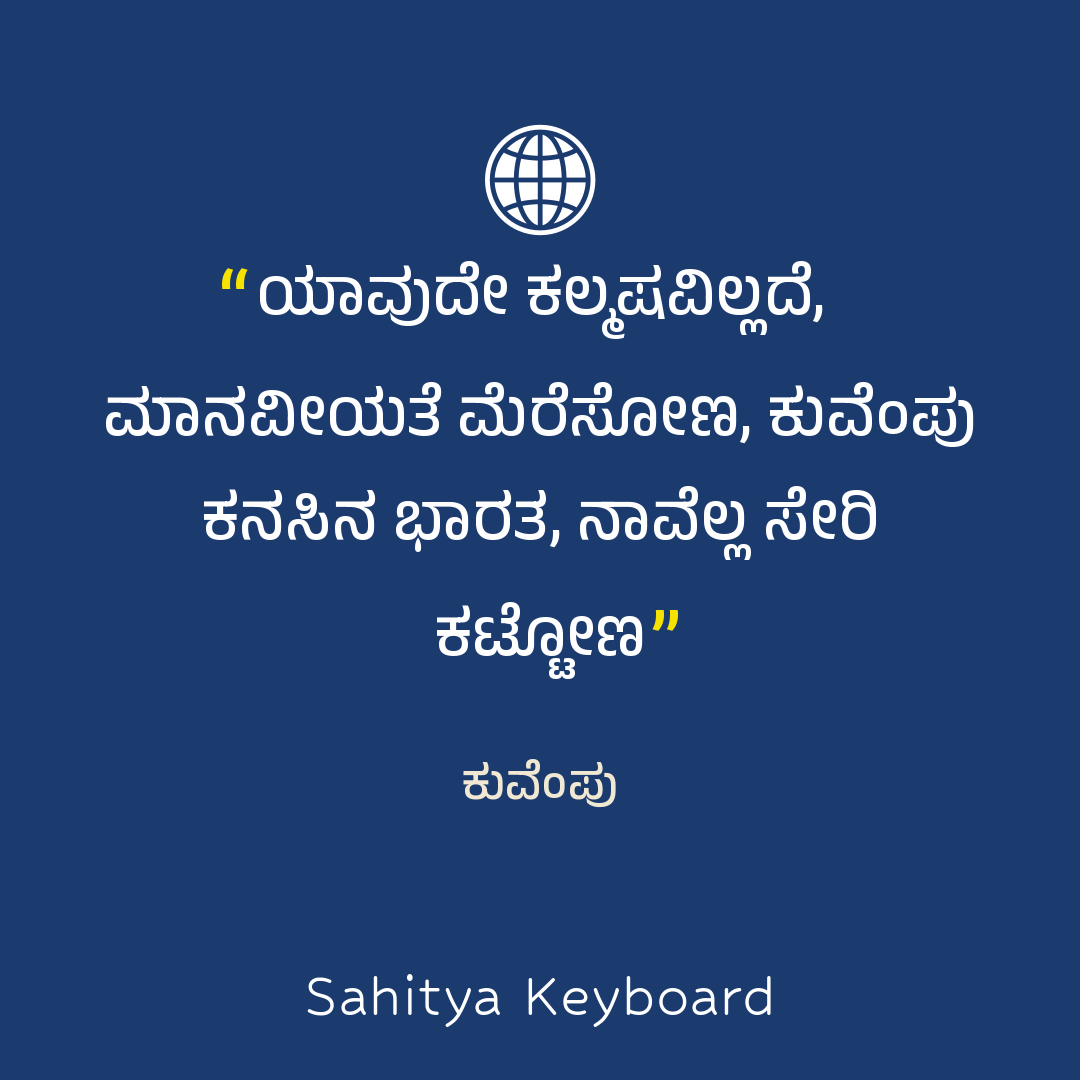 “ಯಾವುದೇ ಕಲ್ಮಷವಿಲ್ಲದೆ,
ಮಾನವೀಯತೆ ಮೆರೆಸೋಣ, ಕುವೆಂಪು
ಕನಸಿನ ಭಾರತ, ನಾವೆಲ್ಲ ಸೇರಿ
ಕಟ್ಟೋಣ”
ಕುವೆಂಪು
Sahitya Keyboard